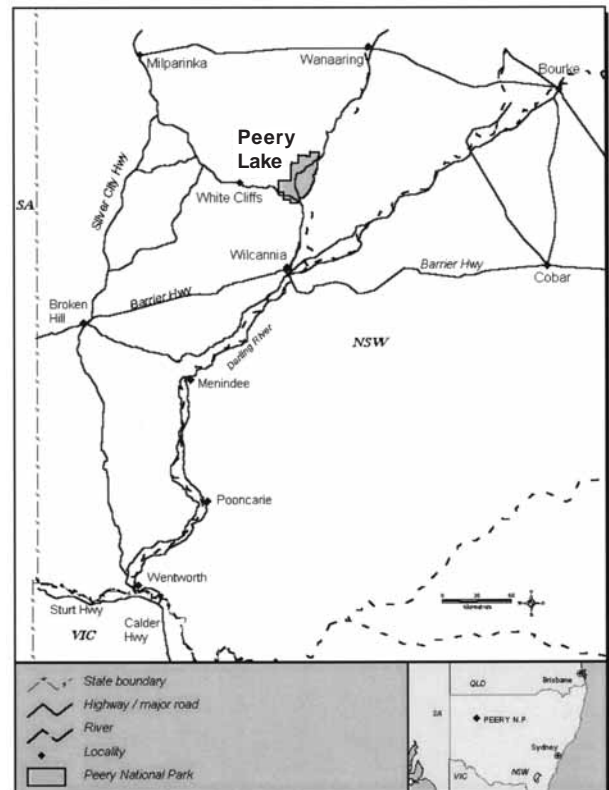 Milparinka
Wanaaring
Bourke
Peery
Lake
Silver City Hwy
SA
White Cliffs
Wilcannia
Barrier Hwy
Cobar
Broken
Hill
Barrier Hwy
Darling River
NSW
Menindee
Pooncarie
Wentworth
Sturt Hwy
Calder
Hwy
VIC
State boundary
Highway / major road
River
Locality
Peery National Park
QLD
Brisbane
SA
PEERY N.P.
Sydney
NSW
VIC